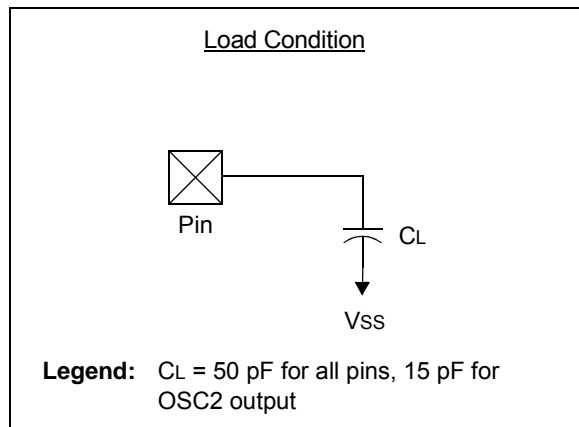 Load Condition
Pin
CL
VSS
Legend: CL = 50 pF for all pins, 15 pF for
OSC2 output